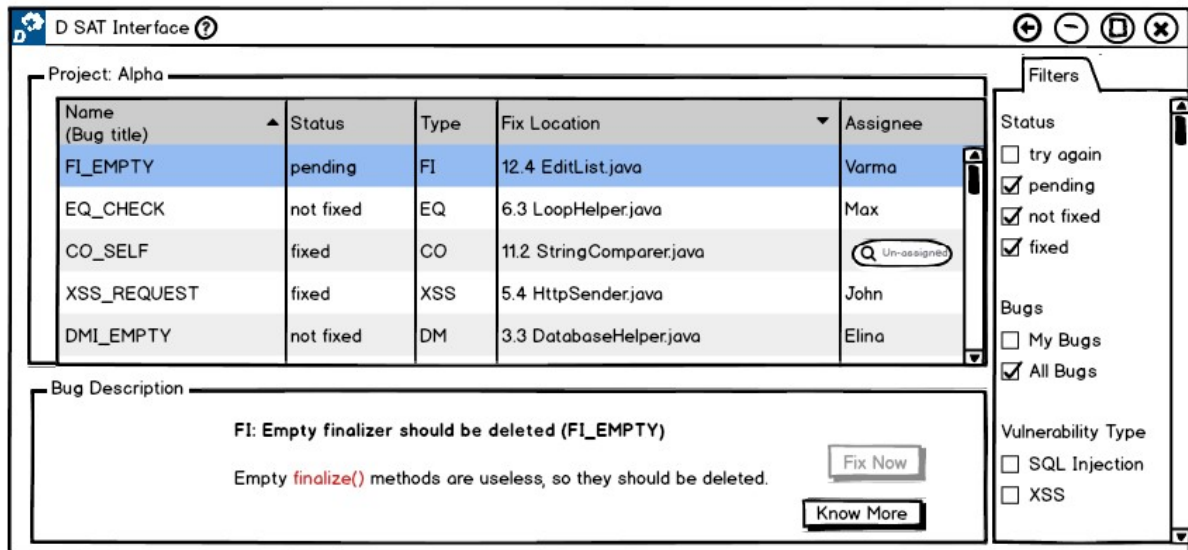 D D SAT Interface ?
Project: Alpha
Filters
Name (Bug title) Status Type Fix Location Assignee
FI_EMPTY pending FI 12.4 EditList.java Varma
EQ_CHECK not fixed EQ 6.3 LoopHelper.java Max
CO_SELF fixed CO 11.2 StringComparer.java Un-assigned
XSS_REQUEST fixed XSS 5.4 HttpSender.java John
DMI_EMPTY not fixed DM 3.3 DatabaseHelper.java Elina
Bug Description
FI: Empty finalizer should be deleted (FI_EMPTY)
Empty finalize() methods are useless, so they should be deleted.
Fix Now
Know More
Status
try again
pending
not fixed
fixed
Bugs
My Bugs
All Bugs
Vulnerability Type
SQL Injection
XSS